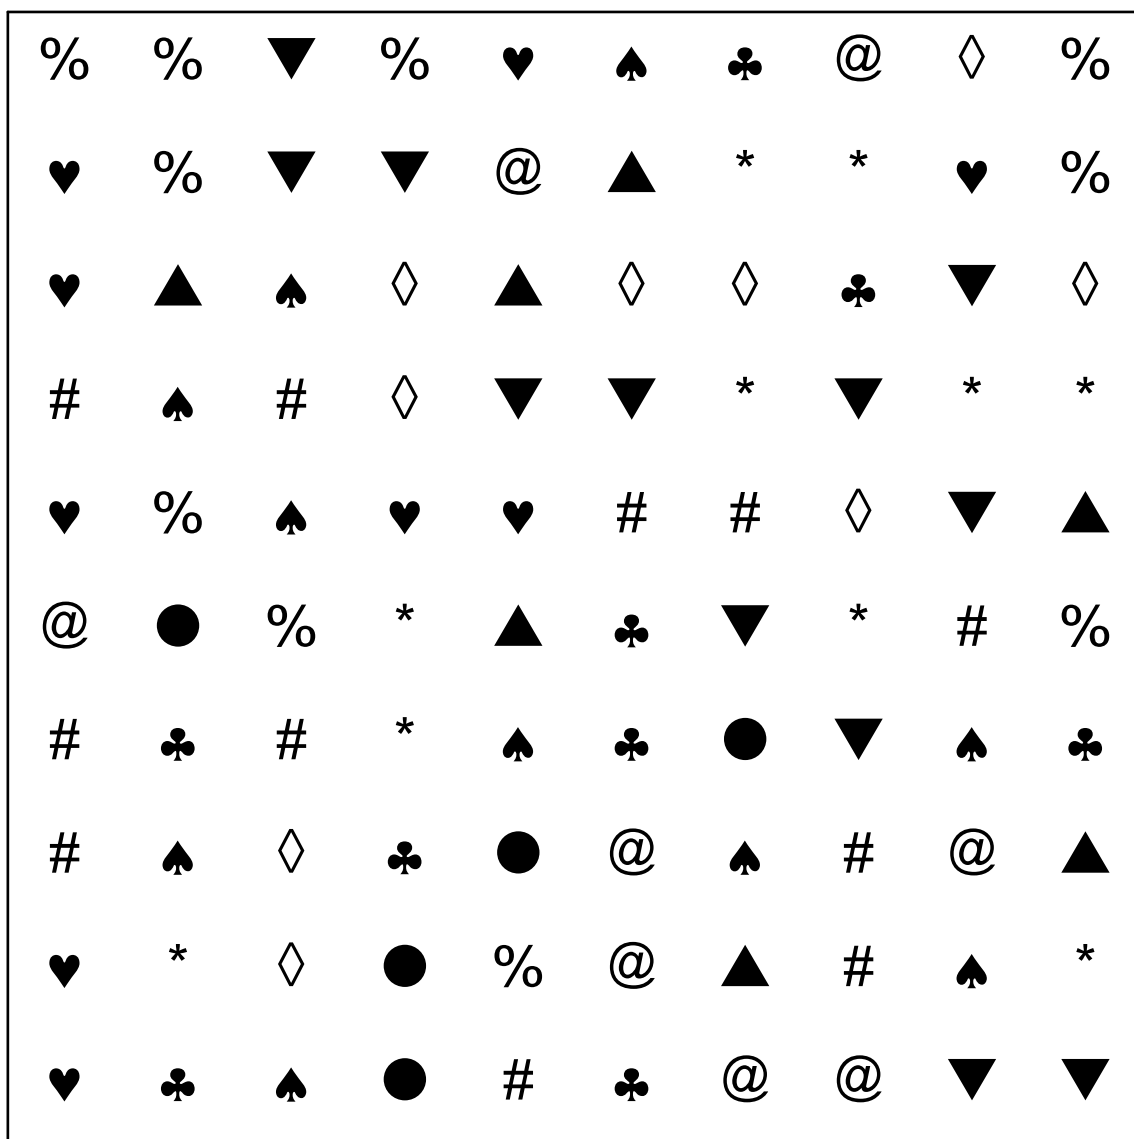 % % ▼ % ♥ ♠ ♣ @ ◊ %
♥ % ▼ ▼ @ ▲ * * ♥ %
♥ ▲ ♠ ◊ ▲ ◊ ◊ ♣ ▼ ◊
# ♠ # ◊ ▼ ▼ * ▼ * *
♥ % ♠ ♥ ♥ # # ◊ ▼ ▲
@ ● % * ▲ ♣ ▼ * # %
# ♣ # * ♠ ♣ ● ▼ ♠ ♣
# ♠ ◊ ♣ ● @ ♠ # @ ▲
♥ * ◊ ● % @ ▲ # ♠ *
♥ ♣ ♠ ● # ♣ @ @ ▼ ▼